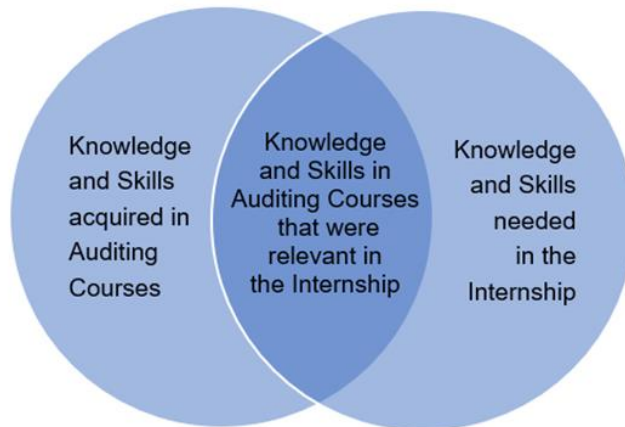 Knowledge
and Skills
acquired in
Auditing
Courses
Knowledge
and Skills in
Auditing Courses
that were
relevant in
the Internship
Knowledge
and Skills
needed
in the
Internship